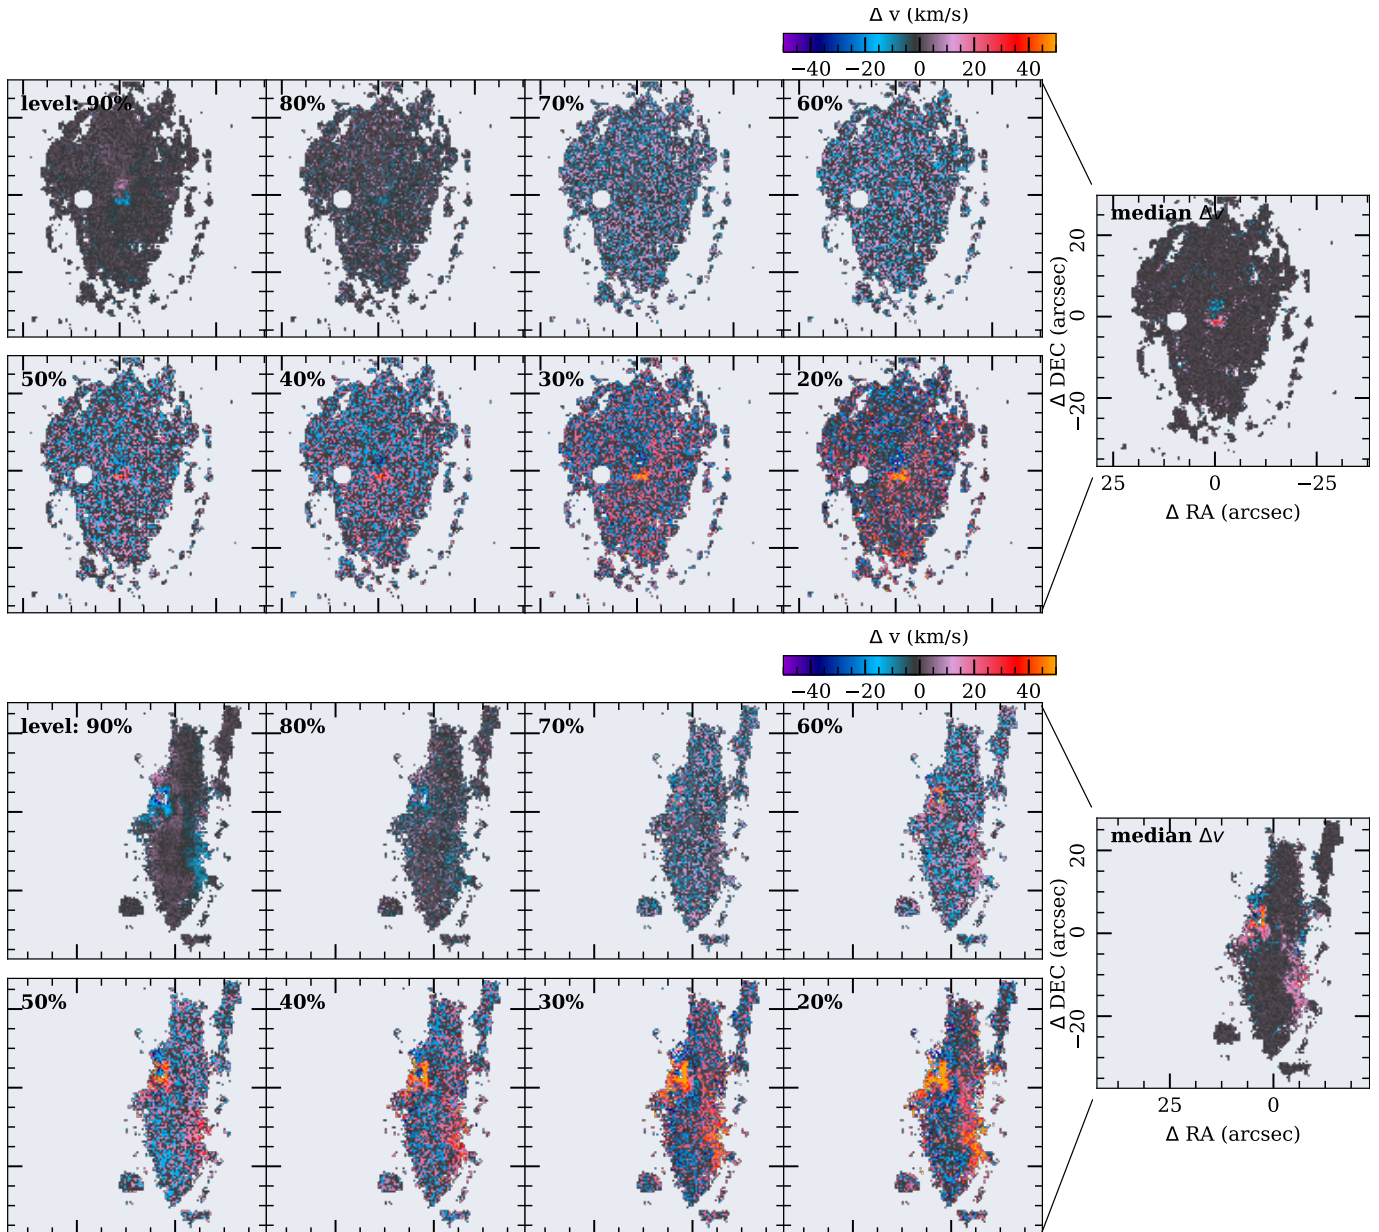 Δ v (km/s)
−40 −20 0 20 40
level: 90% 80% 70% 60%
median Δv
20
0
−20
Δ DEC (arcsec)
25 0 −25
Δ RA (arcsec)
50% 40% 30% 20%
Δ v (km/s)
−40 −20 0 20 40
level: 90% 80% 70% 60%
median Δv
20
0
−20
Δ DEC (arcsec)
25 0
Δ RA (arcsec)
50% 40% 30% 20%